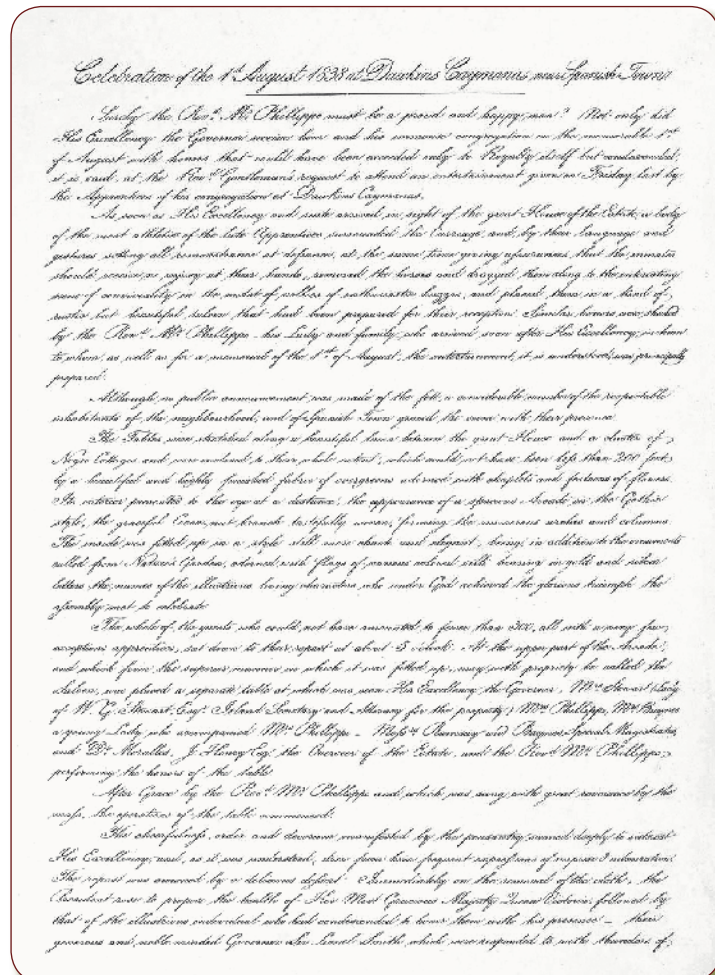 Celebration of the 1st August 1838 at Dawkins Caymanas, near Spanish Town
Surely the Revd. Mr. Phillippo must be a proud and happy man! Not only did
His Excellency the Governor receive him and his immense congregation on the memorable 1st
of August with honors that could have been exceeded only to Royalty itself but condescended,
it is said, at the Revd. Gentleman's request to attend an entertainment given on Friday last by
the Apprentices of his congregation at Dawkins Caymanas.
As soon as His Excellency and suite arrived in sight of the great House of the Estate, a body
of the most athletic of the late Apprentices surrounded the Carriage, and, by their language and
gestures setting all remonstrance at defiance, at the same time giving assurances, that the inmates
should receive no injury at their hands, removed the horses and dragged them along to the interesting
scene of conviviality in the midst of vollies of enthusiastic huzzas, and placed them in a kind of
rustic but beautiful saloon that had been prepared for their reception. Similar honors was
by the Revd. Mr. Phillippo, his Lady and family, who arrived soon after His Excellency, in honor
to whom, as well as for a memorial of the 1st of August, the entertainment, it is understood, was principally
prepared.
Although, no public announcement was made of the fete, a considerable number of the respectable
inhabitants of the neighbourhood, and of Spanish Town graced the scene with their presence.
The Tables were stretched along a beautiful lawn between the great House and a cluster of
Negro Cottages and were enclosed to their whole extent, which could not have been less than 200 feet,
by a beautiful and highly finished fabric of evergreens adorned with chaplets and festoons of flowers.
Its exterior presented to the eye at a distance, the appearance of a spacious Arcade in the Gothic
style, the graceful Cocoa nut branch tastefully woven, forming the numerous arches and columns
The inside was fitted up in a style still more chaste and elegant, being, in addition to the ornaments
culled from Nature's Garden, adorned with flags of various colored silk bearing in gold and silver
letters the names of the illustrious living characters, who under God achieved the glorious triumph the
assembly met to celebrate.
The whole of the guests who could not have amounted to fewer than 300, all with a very few
exceptions apprentices, sat down to their repast at about 5 o'clock. At the upper part of the Arcade,
and which from the superior manner in which it was fitted up, may with propriety be called the
Saloon, was placed a separate table at which was seen His Excellency the Governor, Mrs. Stewart (Lady
of W. G. Stewart, Esqr. Island Secretary and Attorney for the property) Mrs. Phillippo,
a young Lady who accompanied Mrs. Phillippo – Messrs Ramsay and Special Magistrates
and Dr. Morales, J. Esq. the Overseer of the Estate, and the Revd. Mr. Phillippo
performing the honors of the table
After Grace by the Revd. Mr. Phillippo and, which was sung with great reverence by the
mass, the operations of the table commenced.
The cheerfulness, order and decorum manifested by the peasantry seemed deeply to interest
His Excellency, and, as it was understood, drew from him frequent expressions of surprise & admiration.
The repast was crowned by a delicious dessert. Immediately on the removal of the cloth, the
President rose to propose the health of Her Most Gracious Majesty Queen Victoria followed by
that of the illustrious individual who had condescended to honor them with his presence – their
generous and noble minded Governor Sir Lionel Smith, which were responded to with thunders of